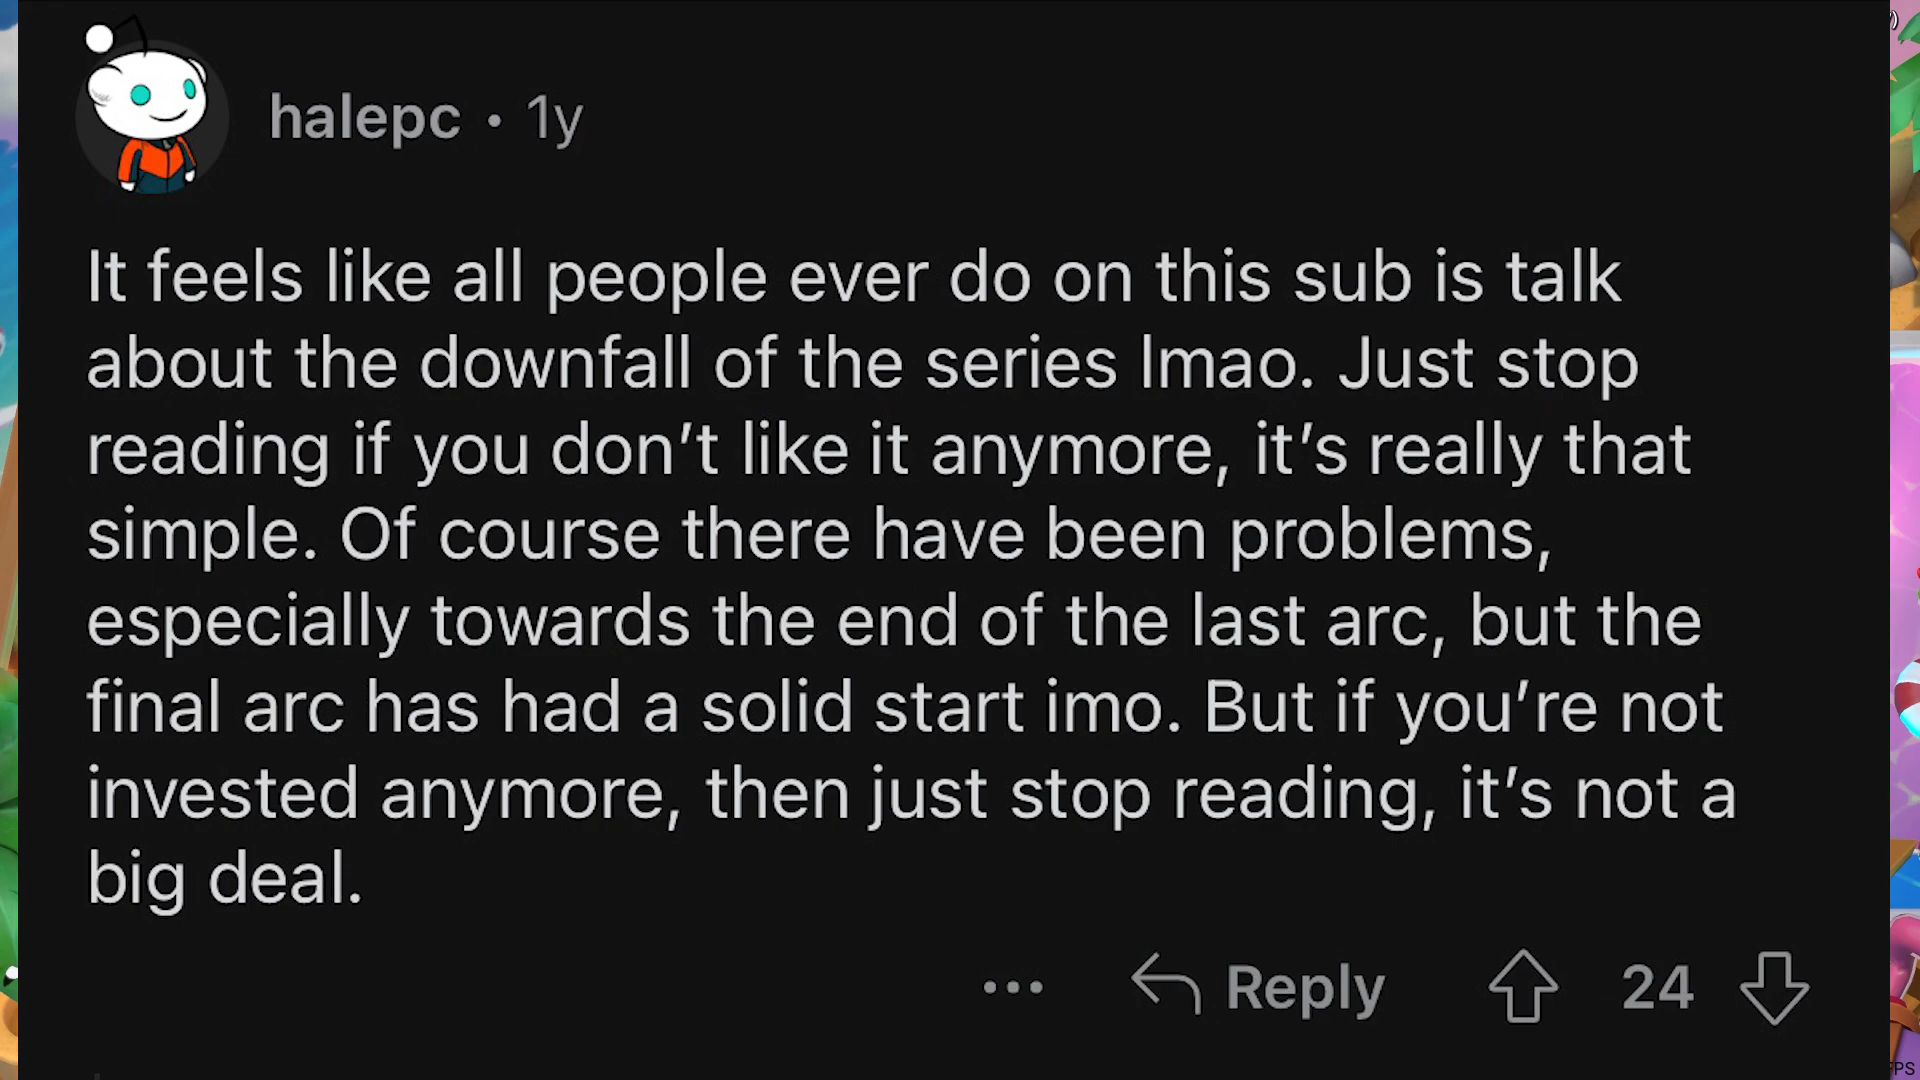 halepc • 1y
It feels like all people ever do on this sub is talk
about the downfall of the series lmao. Just stop
reading if you don’t like it anymore, it’s really that
simple. Of course there have been problems,
especially towards the end of the last arc, but the
final arc has had a solid start imo. But if you’re not
invested anymore, then just stop reading, it’s not a
big deal.
... Reply 24